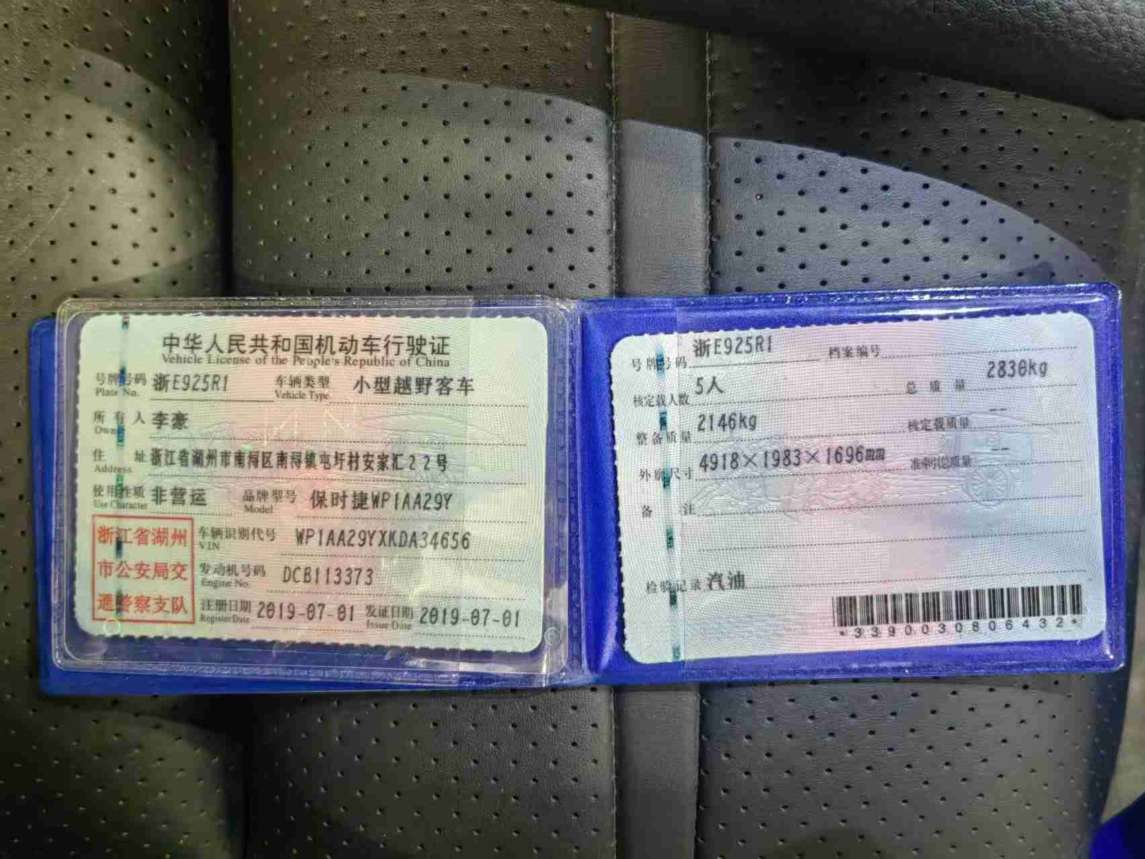 中华人民共和国机动车行驶证
Vehicle License of the People's Republic of China
号牌号码 浙E925R1 车辆类型 小型越野客车
Plate No. Vehicle Type
所有人 李豪
Owner
住址 浙江省湖州市南浔区南浔镇屯圩村安家汇22号
Address
使用性质 非营运 品牌型号 保时捷WP1AA29Y
Use Character Model
浙江省湖州
市公安局交
通警察支队
车辆识别代号 WP1AA29YXKDA34656
VIN
发动机号码 DCB113373
Engine No.
注册日期 2019-07-01 发证日期 2019-07-01
Register Date Issue Date
号牌号码 浙E925R1 档案编号
核定载人数 5人 总质量 2830kg
整备质量 2146kg 核定载质量 --
外廓尺寸 4918×1983×1696mm 准牵引总质量 --
备注
检验记录 汽油
*3390030806432*